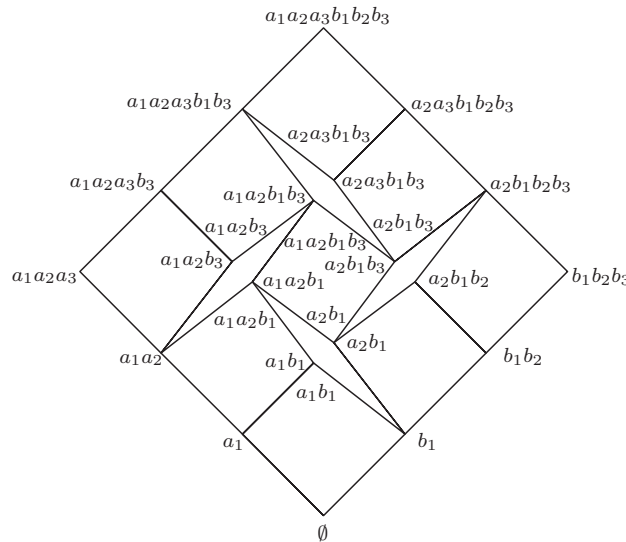 a₁a₂a₃b₁b₂b₃
a₁a₂a₃b₁b₃
a₂a₃b₁b₂b₃
a₂a₃b₁b₃
a₁a₂a₃b₃
a₂a₃b₁b₃
a₂b₁b₂b₃
a₁a₂b₁b₃
a₁a₂b₃
a₂b₁b₃
a₁a₂b₁b₃
a₁a₂b₃
a₂b₁b₃
a₁a₂a₃
a₁a₂b₁
a₂b₁b₂
b₁b₂b₃
a₁a₂b₁
a₂b₁
a₁a₂
a₂b₁
b₁b₂
a₁b₁
a₁b₁
a₁
b₁
∅